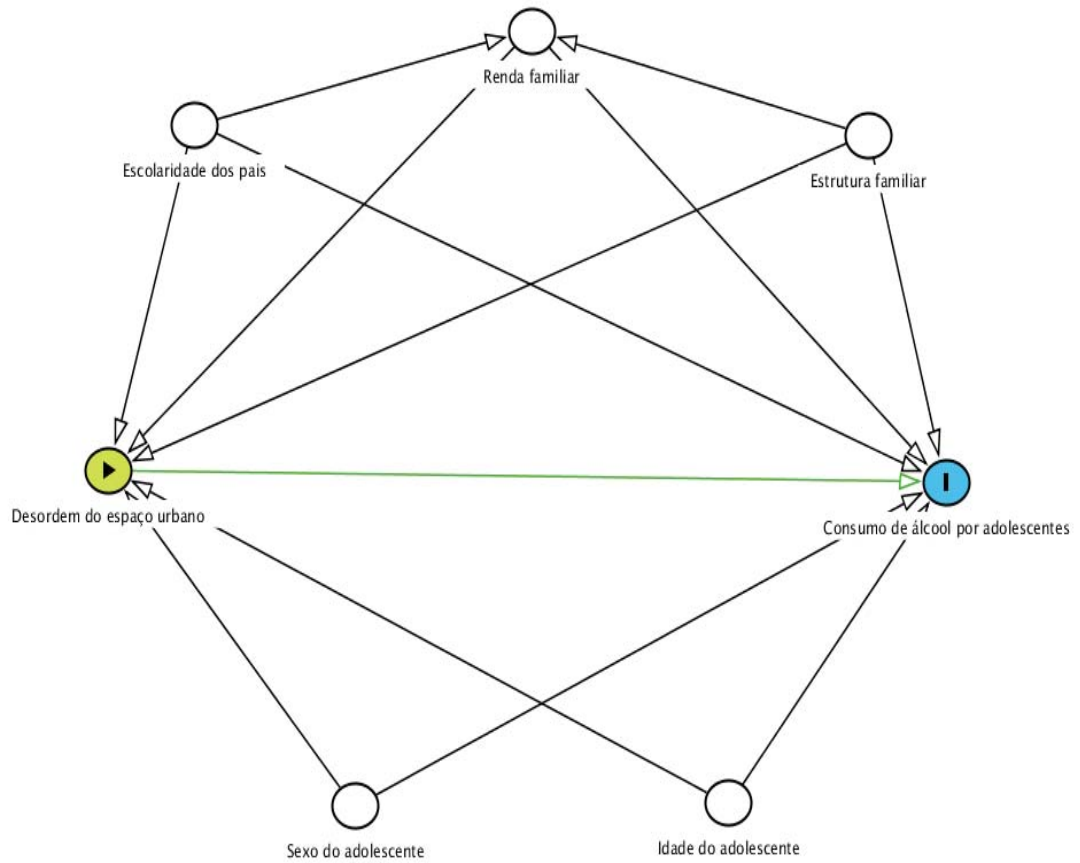 Renda familiar
Escolaridade dos pais
Estrutura familiar
Desordem do espaço urbano
Consumo de álcool por adolescentes
Sexo do adolescente
Idade do adolescente